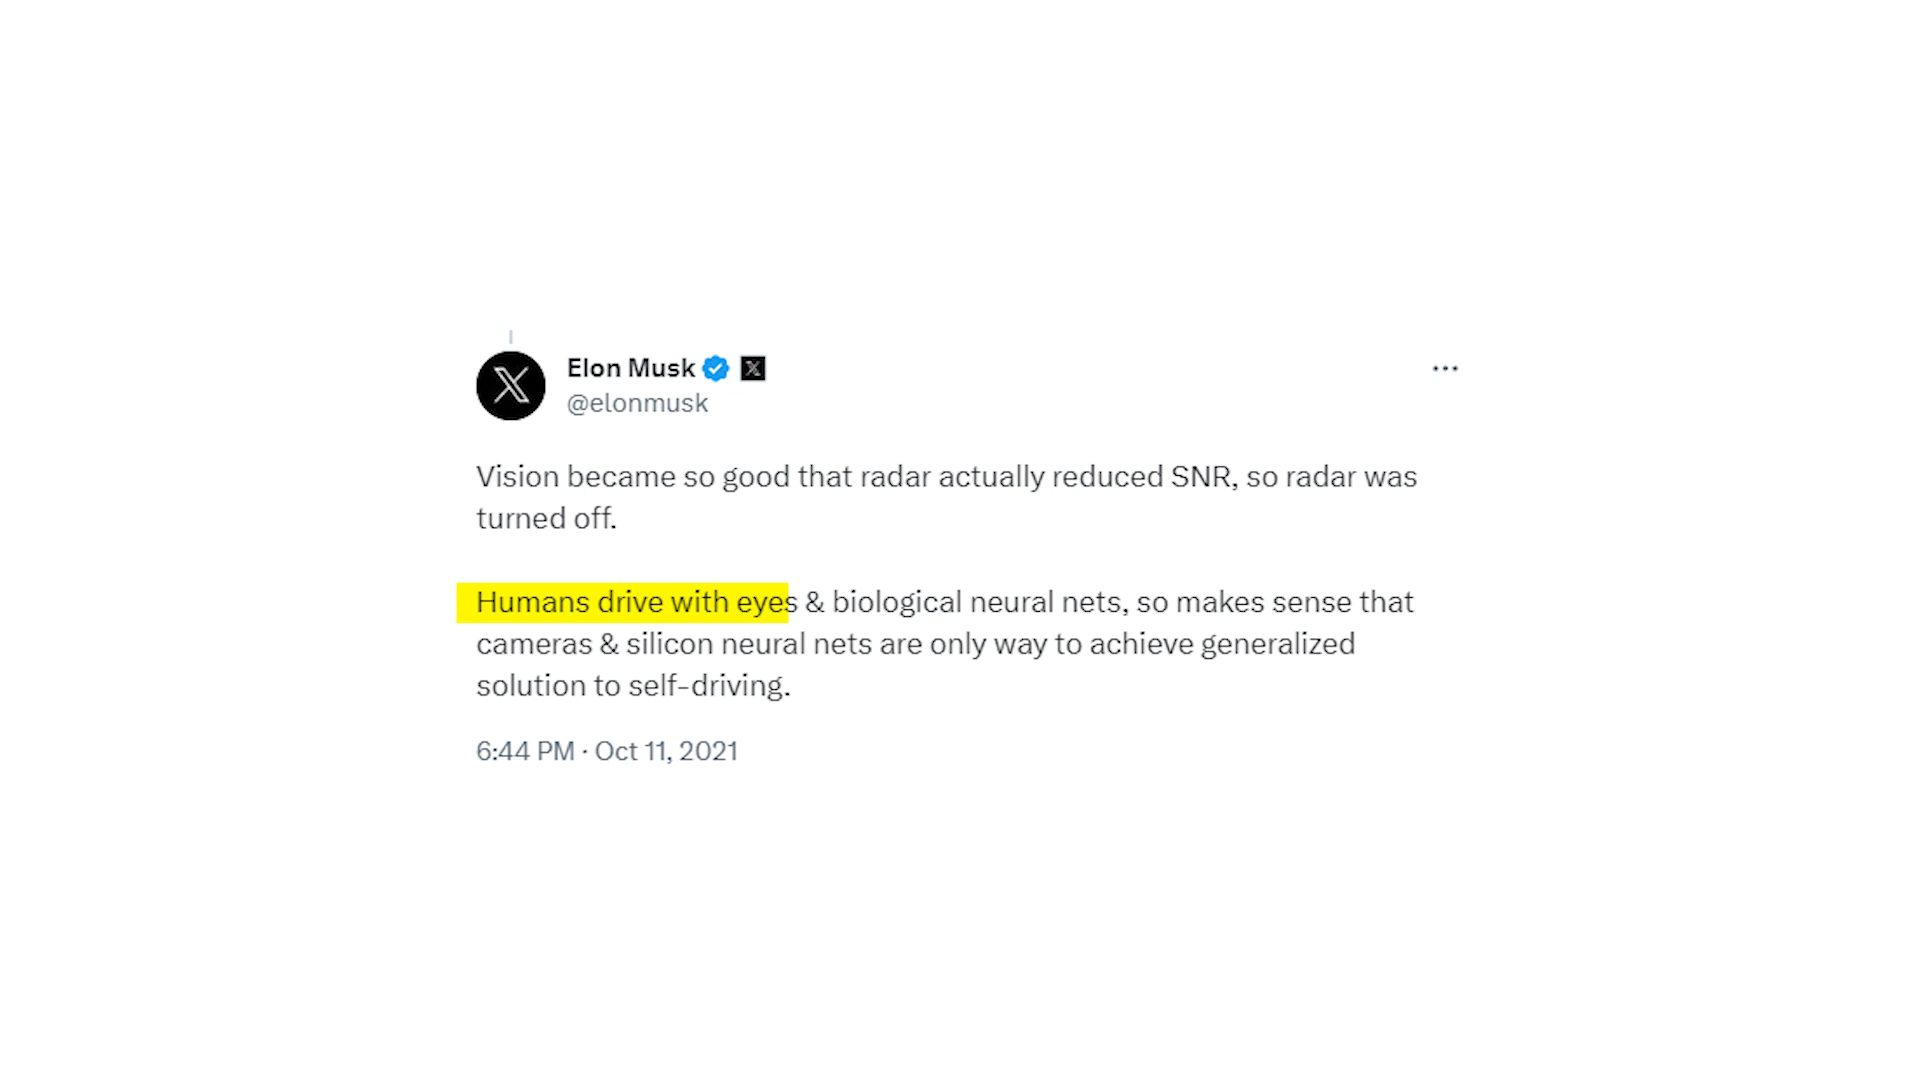 Elon Musk
@elonmusk
Vision became so good that radar actually reduced SNR, so radar was
turned off.
Humans drive with eyes & biological neural nets, so makes sense that
cameras & silicon neural nets are only way to achieve generalized
solution to self-driving.
6:44 PM · Oct 11, 2021